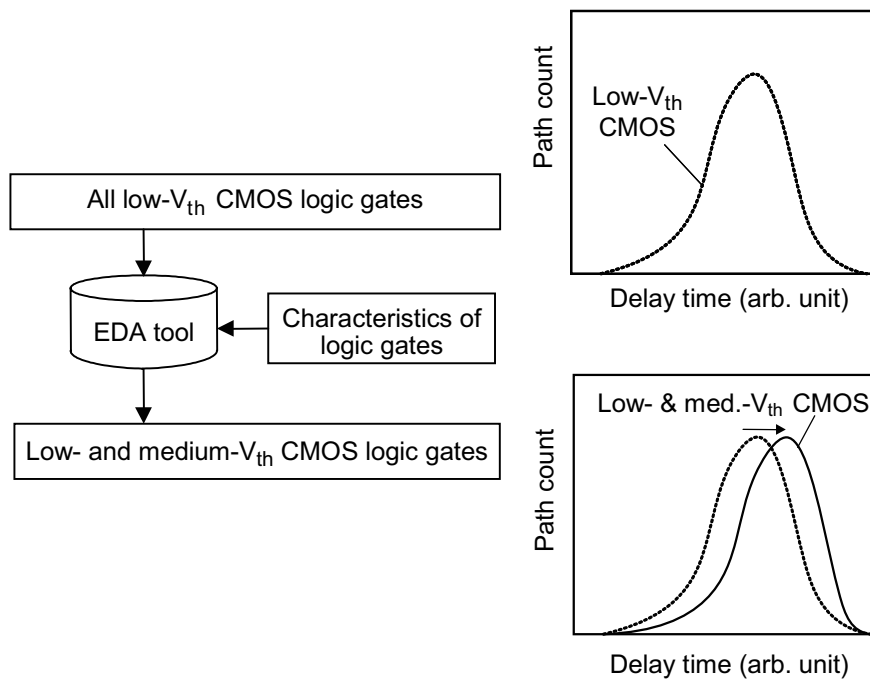 All low-Vth CMOS logic gates
EDA tool
Characteristics of
logic gates
Low- and medium-Vth CMOS logic gates
Path count
Low-Vth
CMOS
Delay time (arb. unit)
Path count
Low- & med.-Vth CMOS
Delay time (arb. unit)